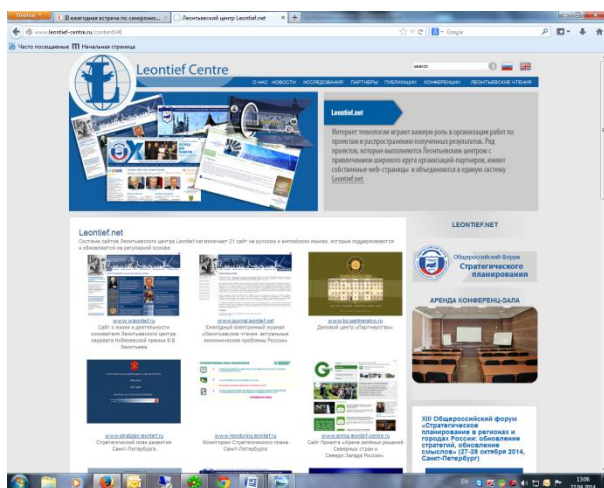 Firefox
II ежегодная встреча по синхрониз...
Леонтьевский центр Leontief.net
www.leontief-centre.ru/content646
Google
Часто посещаемые
Начальная страница
Leontief Centre
search
О НАС НОВОСТИ ИССЛЕДОВАНИЯ ПАРТНЕРЫ ПУБЛИКАЦИИ КОНФЕРЕНЦИИ ЛЕОНТЬЕВСКИЕ ЧТЕНИЯ
Leontief.net
Интернет технологии играют важную роль в организации работ по
проектам и распространению полученных результатов. Ряд
проектов, которые выполняются Леонтьевским центром с
привлечением широкого круга организаций-партнеров, имеют
собственные web-страницы и объединяются в единую систему
Leontief.net
Leontief.net
Система сайтов Леонтьевского центра Leontief.net включает 21 сайт на русском и английском языках, которые поддерживаются
и обновляются на регулярной основе.
www.wleontief.ru
Сайт о жизни и деятельности
основателя Леонтьевского центра,
лауреата Нобелевской премии В.В.
Леонтьева
www.journal.leontief.net
Ежегодный электронный журнал
«Леонтьевские чтения: актуальные
экономические проблемы России»
Деловой центр «Партнерство»
www.stratplan.leontief.ru
Стратегический план развития
Санкт-Петербурга
www.monitoring.leontief.ru
Мониторинг Стратегического плана
Санкт-Петербурга
www.arena.leontief-centre.ru
Сайт Проекта «Арена зелёных решений
Северных стран и
Северо-Запада России»
LEONTIEF.NET
Общероссийский Форум
Стратегического
планирования
АРЕНДА КОНФЕРЕНЦ-ЗАЛА
XIII Общероссийский форум
«Стратегическое
планирование в регионах и
городах России: обновление
стратегий, обновление
смыслов» (27-28 октября 2014,
Санкт-Петербург)
EN
13:06
22.04.2014